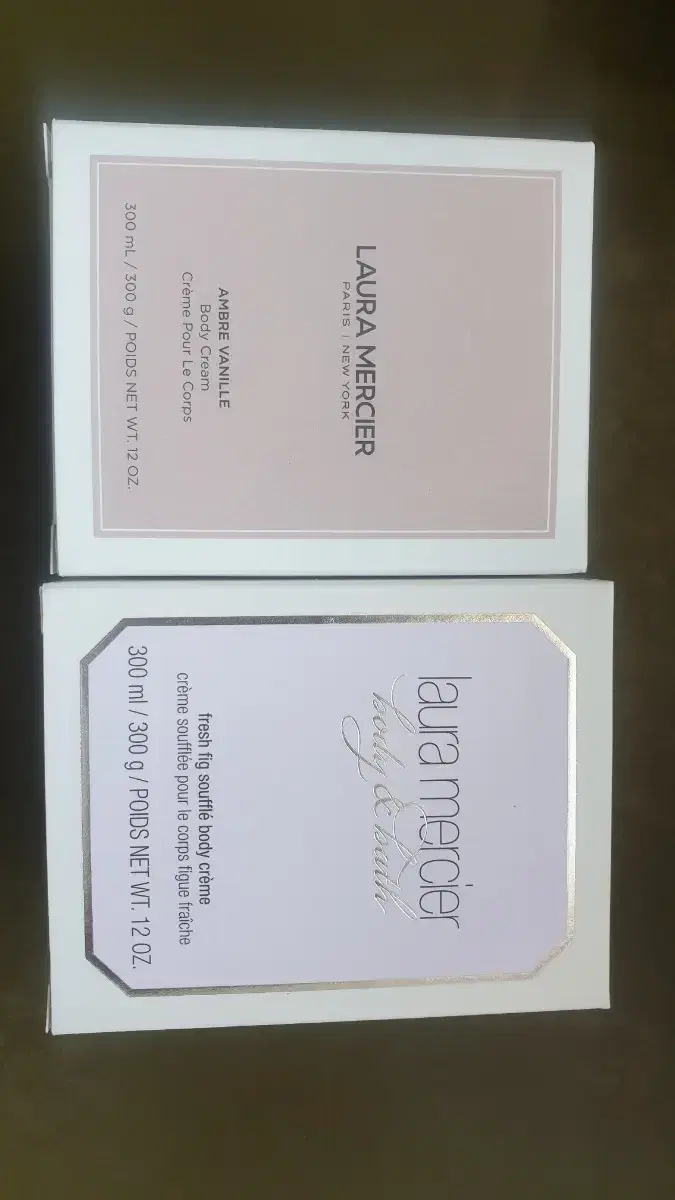 LAURA MERCIER
PARIS | NEW YORK
AMBRE VANILLE
Body Cream
Crème Pour Le Corps
300 mL / 300 g / POIDS NET WT. 12 OZ.
laura mercier
body & bath
fresh fig soufflé body crème
crème soufflée pour le corps figue fraîche
300 ml / 300 g / POIDS NET WT. 12 OZ.